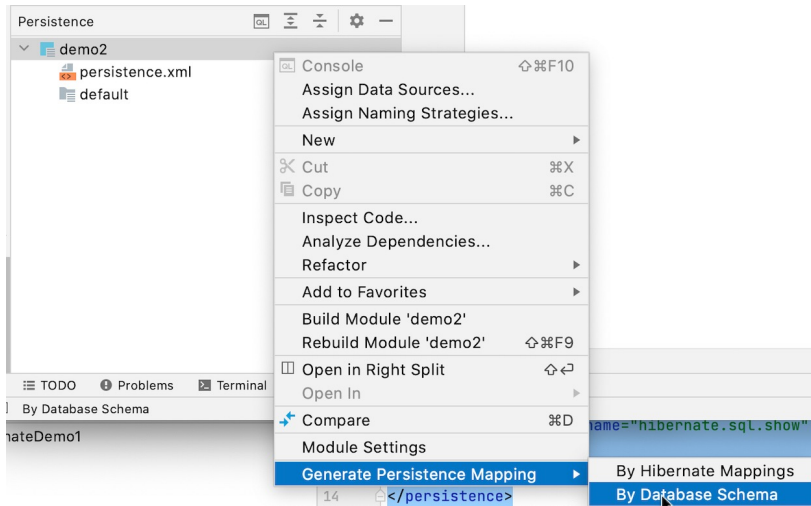 Persistence
demo2
persistence.xml
default
Console ⇧⌘F10
Assign Data Sources...
Assign Naming Strategies...
New
Cut ⌘X
Copy ⌘C
Inspect Code...
Analyze Dependencies...
Refactor
Add to Favorites
Build Module 'demo2'
Rebuild Module 'demo2' ⇧⌘F9
Open in Right Split ⇧⏎
Open In
Compare ⌘D
Module Settings
Generate Persistence Mapping
By Hibernate Mappings
By Database Schema
TODO Problems Terminal
By Database Schema
nateDemo1
name="hibernate.sql.show"
14 </persistence>